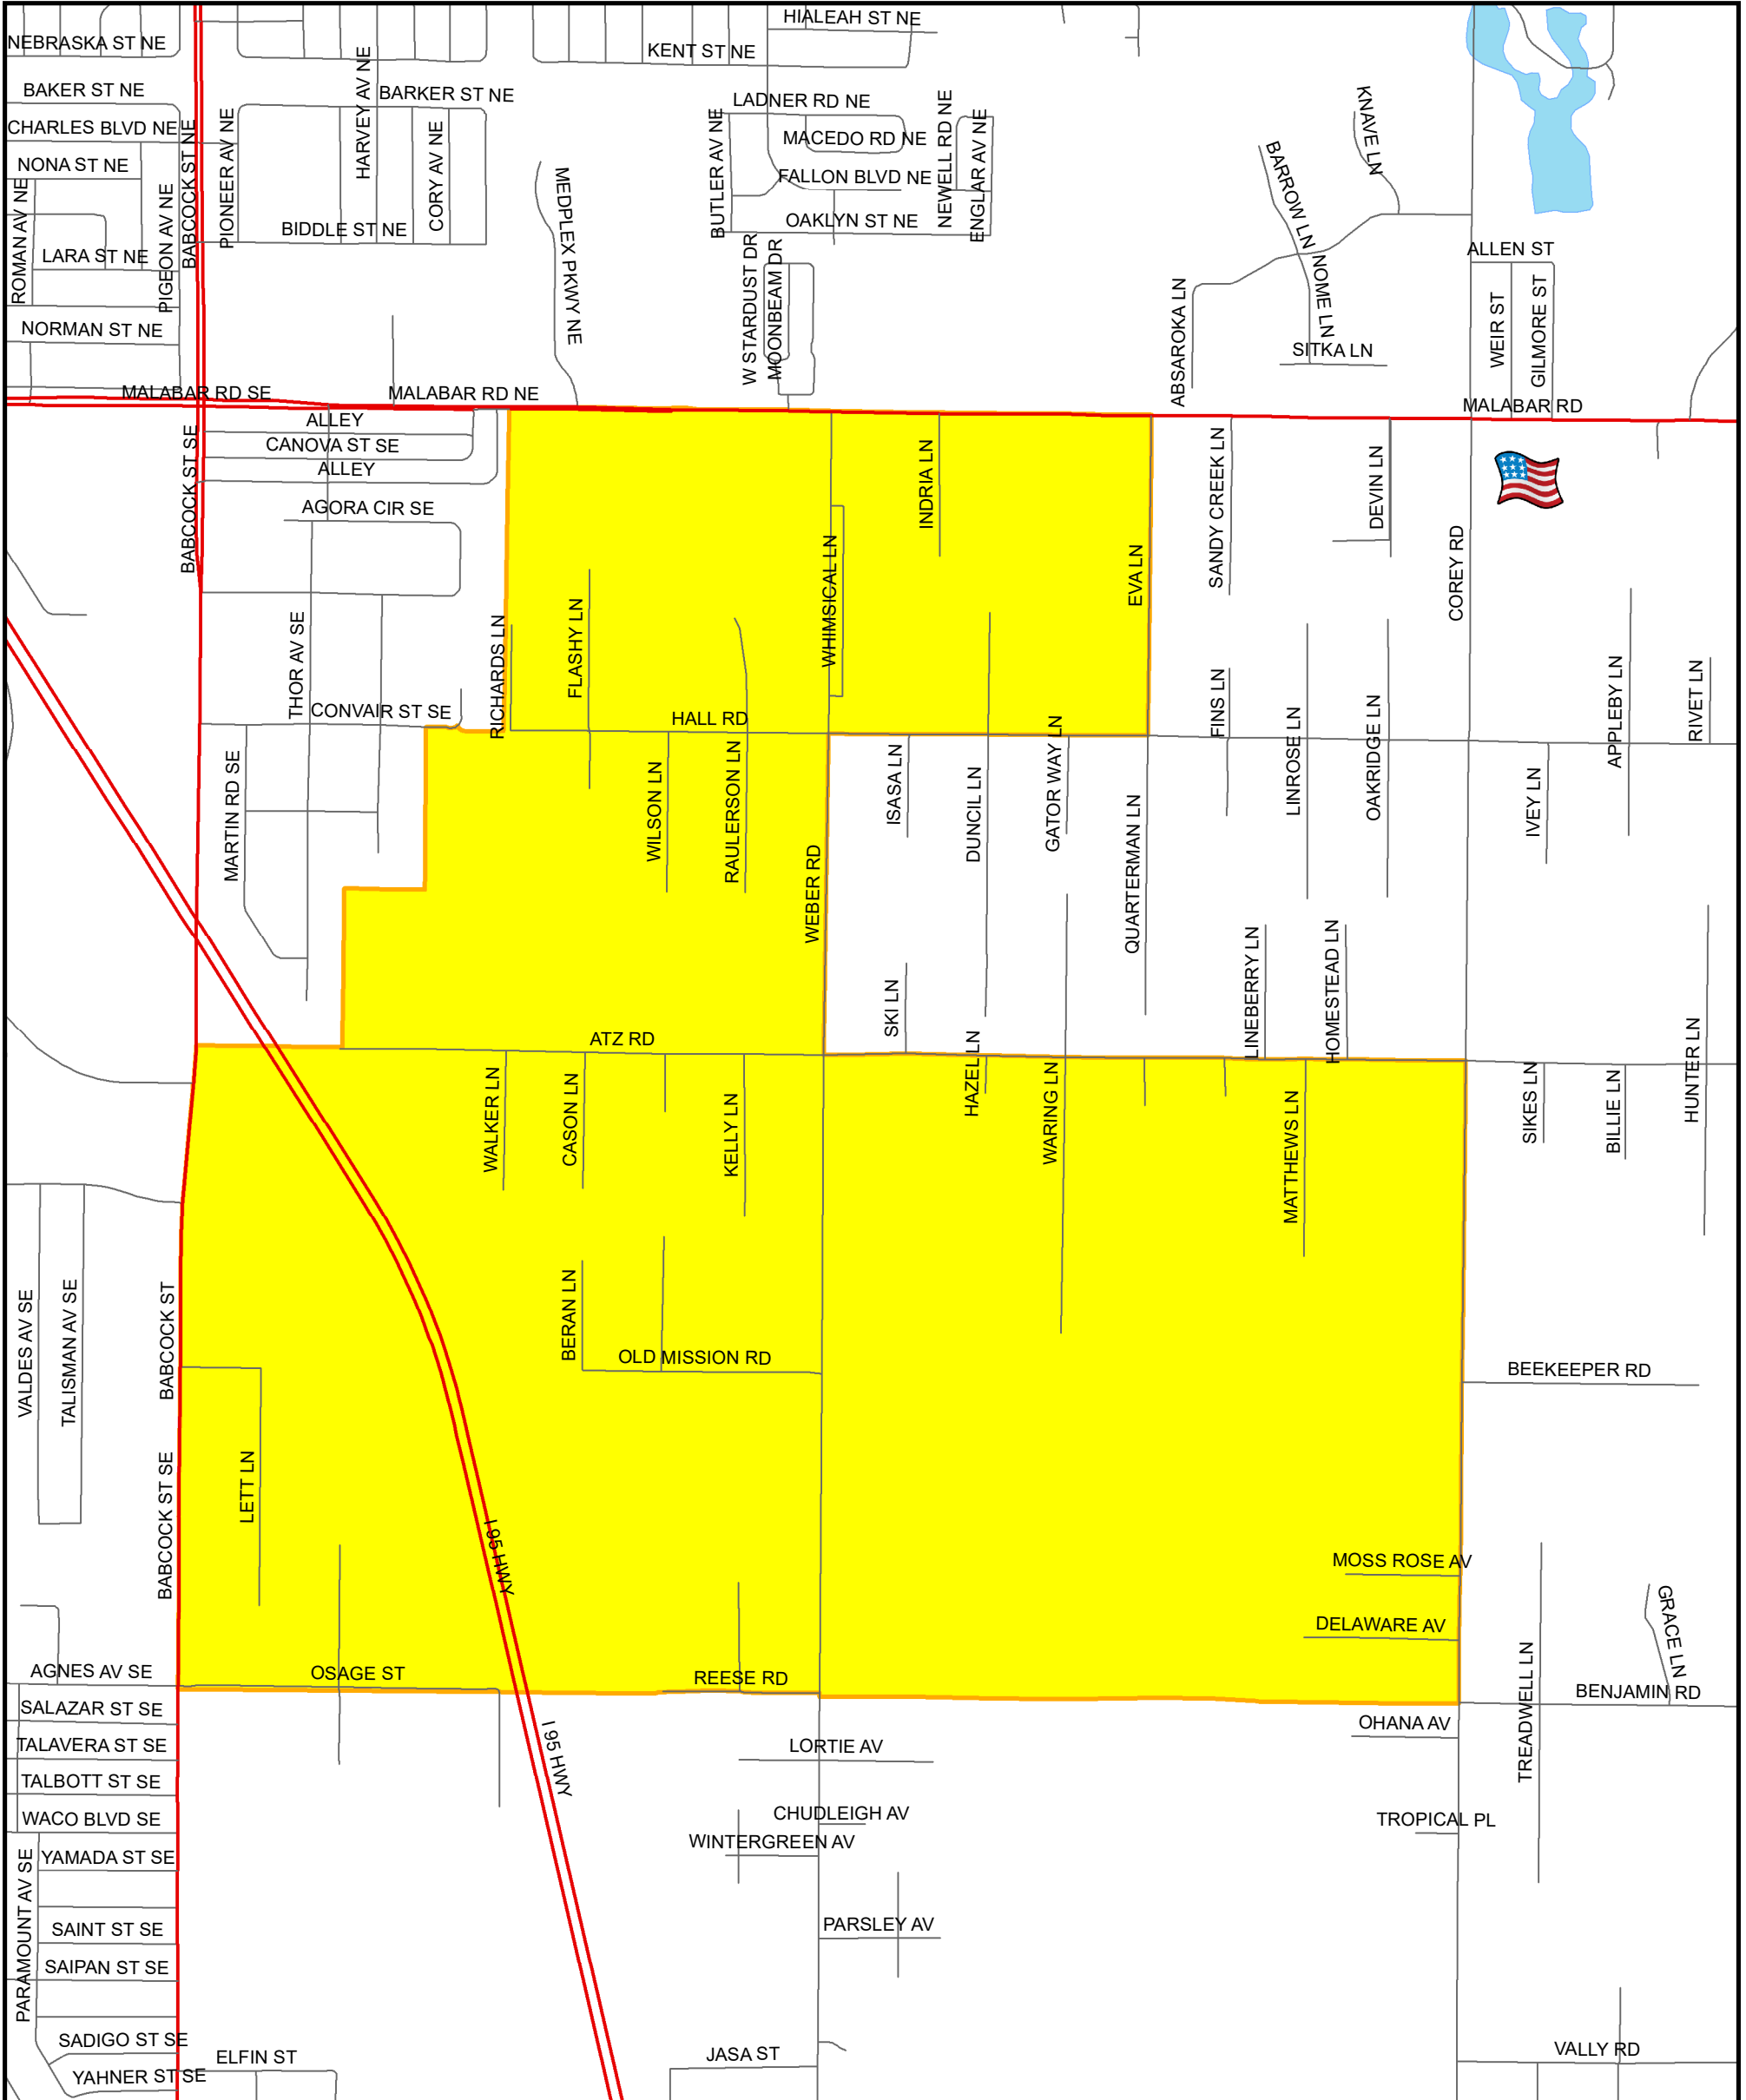 HIALEAH ST NE
NEBRASKA ST NE
KENT ST NE
BAKER ST NE
HARVEY AV NE
BARKER ST NE
LADNER RD NE
KNAVE LN
CHARLES BLVD NE
BABCOCK ST NE
PIONEER AV NE
CORY AV NE
BUTLER AV NE
MACEDO RD NE
NEWELL RD NE
ENGLAR AV NE
BARROW LN
NONA ST NE
MEDPLEX PKWY NE
FALLON BLVD NE
ROMAN AV NE
PIGEON AV NE
BIDDLE ST NE
OAKLYN ST NE
LARA ST NE
W STARDUST DR
MOONBEAM DR
NOME LN
ALLEN ST
ABSAROKA LN
WEIR ST
GILMORE ST
NORMAN ST NE
SITKA LN
MALABAR RD SE
MALABAR RD NE
MALABAR RD
ALLEY
CANOVA ST SE
ALLEY
BABCOCK ST SE
INDRIA LN
SANDY CREEK LN
DEVIN LN
AGORA CIR SE
WHIMSICAL LN
EVA LN
COREY RD
THOR AV SE
RICHARDS LN
FLASHY LN
CONVAIR ST SE
HALL RD
FINS LN
LINROSE LN
OAKRIDGE LN
APPLEBY LN
RIVET LN
MARTIN RD SE
WILSON LN
RAULERSON LN
ISASA LN
DUNCIL LN
GATOR WAY LN
QUARTERMAN LN
IVEY LN
WEBER RD
SKI LN
LINEBERRY LN
HOMESTEAD LN
ATZ RD
HAZEL LN
HUNTER LN
WALKER LN
CASON LN
KELLY LN
WARING LN
MATTHEWS LN
SIKES LN
BILLIE LN
VALDES AV SE
TALISMAN AV SE
BABCOCK ST
BERAN LN
OLD MISSION RD
BEEKEEPER RD
BABCOCK ST SE
LETT LN
I 95 HWY
MOSS ROSE AV
DELAWARE AV
GRACE LN
AGNES AV SE
OSAGE ST
REESE RD
TREADWELL LN
BENJAMIN RD
SALAZAR ST SE
OHANA AV
TALAVERA ST SE
I 95 HWY
LORTIE AV
TALBOTT ST SE
WACO BLVD SE
CHUDLEIGH AV
TROPICAL PL
WINTERGREEN AV
YAMADA ST SE
PARAMOUNT AV SE
SAINT ST SE
PARSLEY AV
SAIPAN ST SE
SADIGO ST SE
ELFIN ST
JASA ST
VALLY RD
YAHNER ST SE